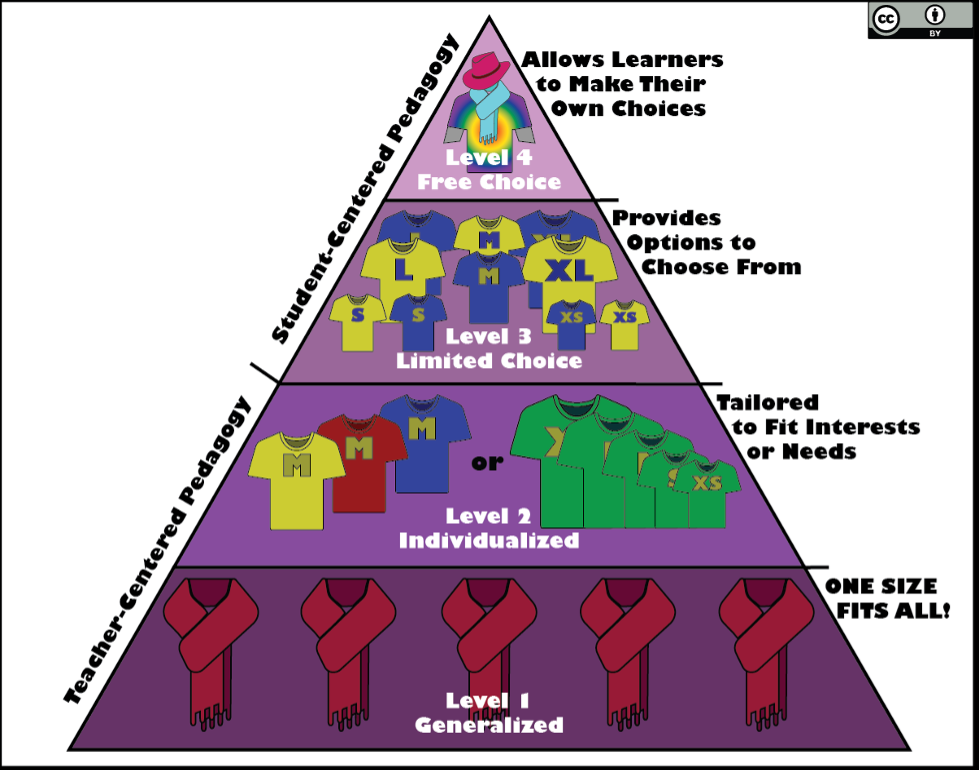 CC
BY
Student-Centered Pedagogy
Allows Learners
to Make Their
Own Choices
Level 4
Free Choice
Provides
Options to
Choose From
M
L
M
XL
S
S
XS
XS
Level 3
Limited Choice
Teacher-Centered Pedagogy
Tailored
to Fit Interests
or Needs
M
M
M
or
XS
Level 2
Individualized
ONE SIZE
FITS ALL!
Level 1
Generalized